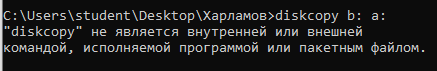 C:\Users\student\Desktop\Харламов>diskcopy b: a:
"diskcopy" не является внутренней или внешней
командой, исполняемой программой или пакетным файлом.